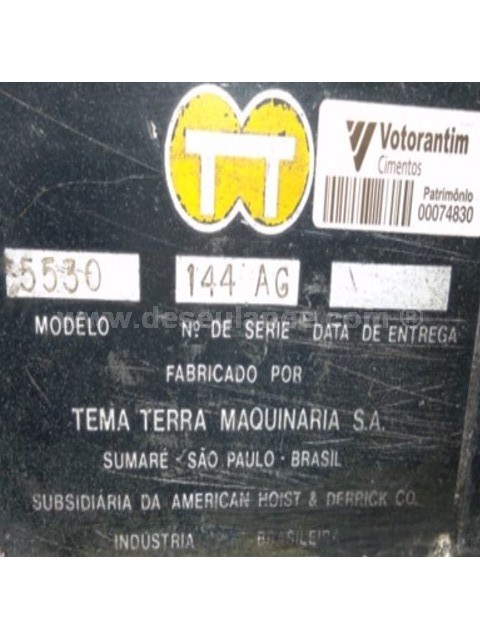 TT
Votorantim
Cimentos
Patrimônio
00074830
5530 144 AG
MODELO Nº DE SERIE DATA DE ENTREGA
FABRICADO POR
TEMA TERRA MAQUINARIA S.A.
SUMARÉ - SÃO PAULO - BRASIL
SUBSIDIÁRIA DA AMERICAN HOIST & DERRICK CO.
INDÚSTRIA BRASILEIRA